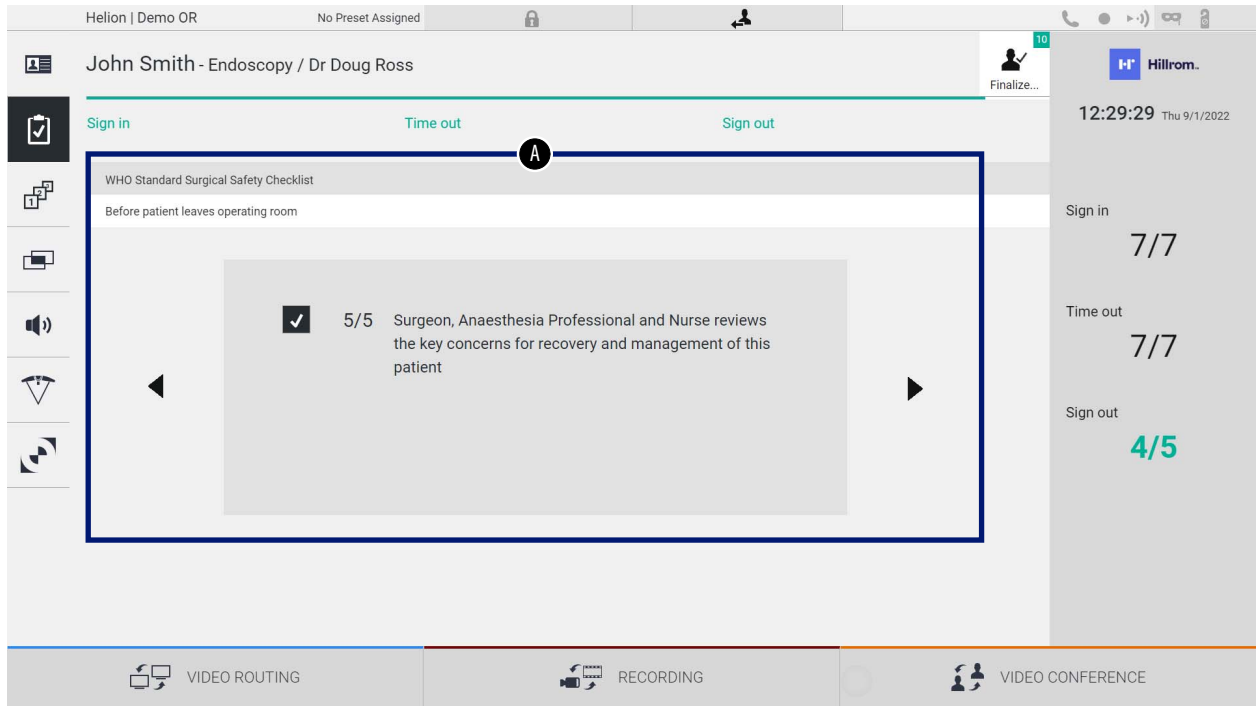 Helion | Demo OR
No Preset Assigned
John Smith - Endoscopy / Dr Doug Ross
10
Finalize...
Hillrom™
12:29:29 Thu 9/1/2022
Sign in
Time out
Sign out
A
WHO Standard Surgical Safety Checklist
Before patient leaves operating room
5/5 Surgeon, Anaesthesia Professional and Nurse reviews
the key concerns for recovery and management of this
patient
Sign in
7/7
Time out
7/7
Sign out
4/5
VIDEO ROUTING
RECORDING
VIDEO CONFERENCE